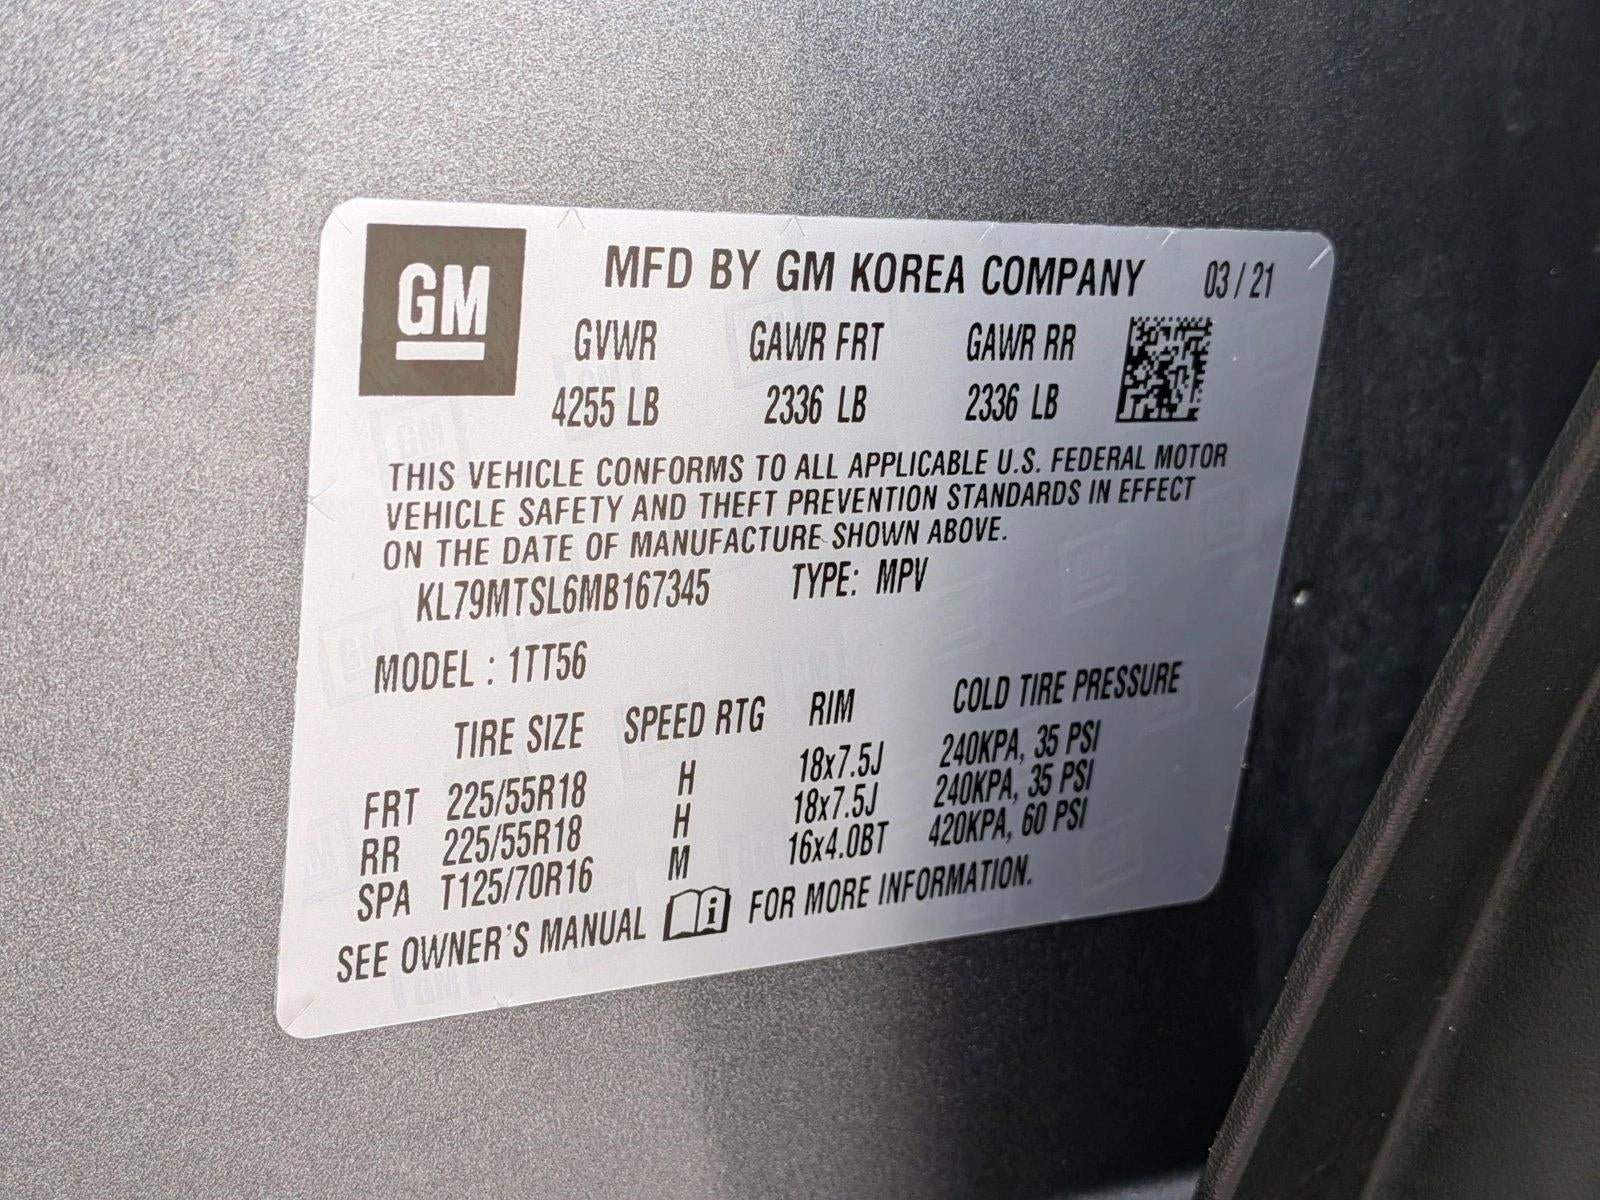 GM
MFD BY GM KOREA COMPANY 03 / 21
GVWR GAWR FRT GAWR RR
4255 LB 2336 LB 2336 LB
THIS VEHICLE CONFORMS TO ALL APPLICABLE U.S. FEDERAL MOTOR
VEHICLE SAFETY AND THEFT PREVENTION STANDARDS IN EFFECT
ON THE DATE OF MANUFACTURE SHOWN ABOVE.
KL79MTSL6MB167345 TYPE: MPV
MODEL : 1TT56
TIRE SIZE SPEED RTG RIM COLD TIRE PRESSURE
FRT 225/55R18 H 18x7.5J 240KPA, 35 PSI
RR 225/55R18 H 18x7.5J 240KPA, 35 PSI
SPA T125/70R16 M 16x4.0BT 420KPA, 60 PSI
SEE OWNER'S MANUAL i FOR MORE INFORMATION.